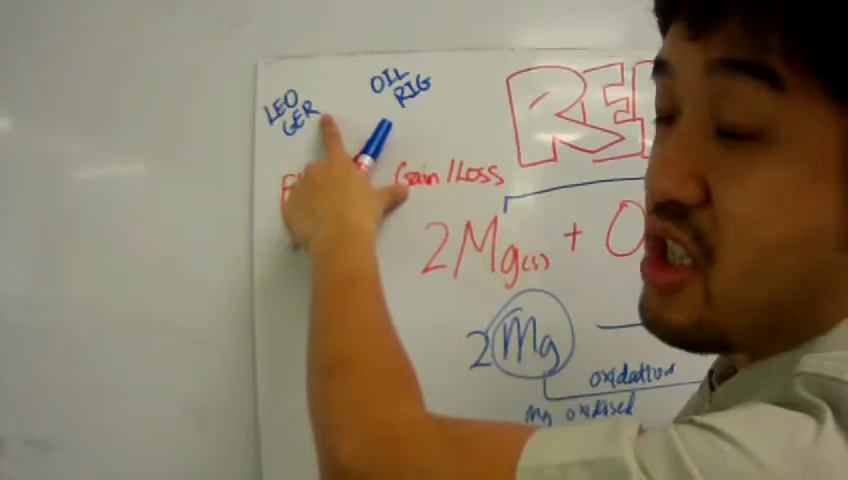 LEO
GER
OIL
RIG
RE
Gain/Loss
2Mg(s) + O
2Mg
oxidation
Mg oxidised